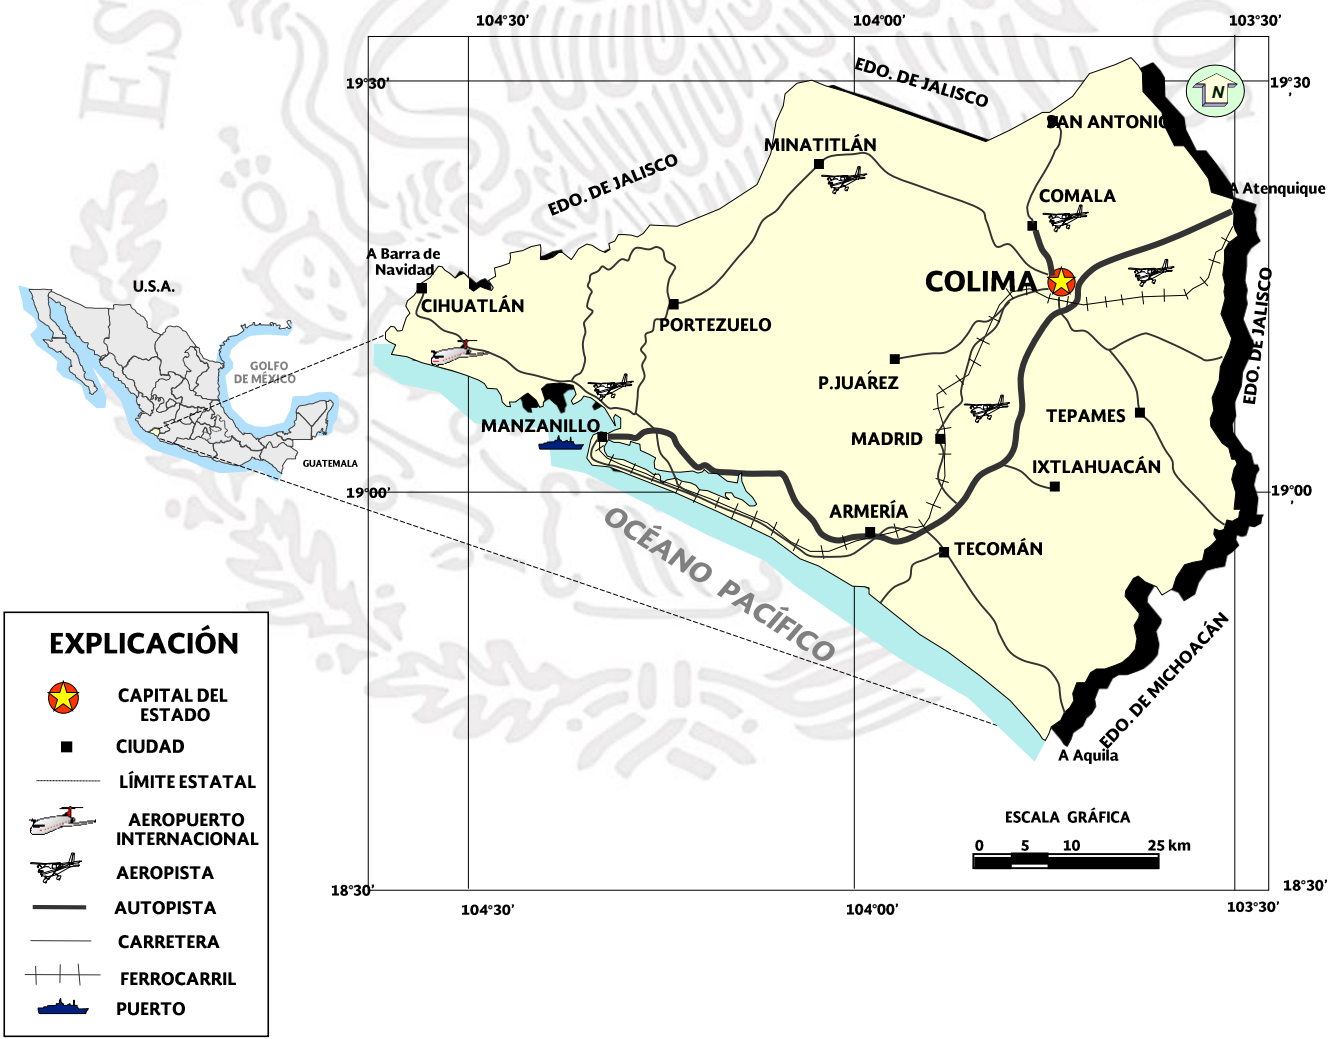 ES
104°30'
104°00'
103°30'
19°30'
19°30
,
EDO. DE JALISCO
SAN ANTONIO
N
MINATITLÁN
EDO. DE JALISCO
A Atenquique
COMALA
A Barra de
Navidad
COLIMA
U.S.A.
CIHUATLÁN
PORTEZUELO
EDO. DE JALISCO
GOLFO
DE MÉXICO
P.JUÁREZ
TEPAMES
MANZANILLO
MADRID
GUATEMALA
IXTLAHUACÁN
19°00'
19°00
,
ARMERÍA
OCÉANO PACÍFICO
TECOMÁN
EDO. DE MICHOACÁN
A Aquila
EXPLICACIÓN
CAPITAL DEL
ESTADO
CIUDAD
LÍMITE ESTATAL
AEROPUERTO
INTERNACIONAL
AEROPISTA
AUTOPISTA
CARRETERA
FERROCARRIL
PUERTO
ESCALA GRÁFICA
0 5 10 25 km
18°30'
18°30'
104°30'
104°00'
103°30'